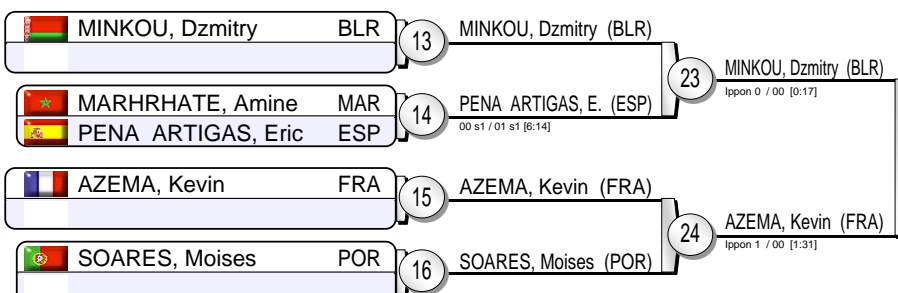 MINKOU, Dzmitry BLR
13
MINKOU, Dzmitry (BLR)
23
MINKOU, Dzmitry (BLR)
Ippon 0 / 00 [0:17]
MARHRHATE, Amine MAR
PENA ARTIGAS, Eric ESP
14
PENA ARTIGAS, E. (ESP)
00 s1 / 01 s1 [6:14]
AZEMA, Kevin FRA
15
AZEMA, Kevin (FRA)
24
AZEMA, Kevin (FRA)
Ippon 1 / 00 [1:31]
SOARES, Moises POR
16
SOARES, Moises (POR)